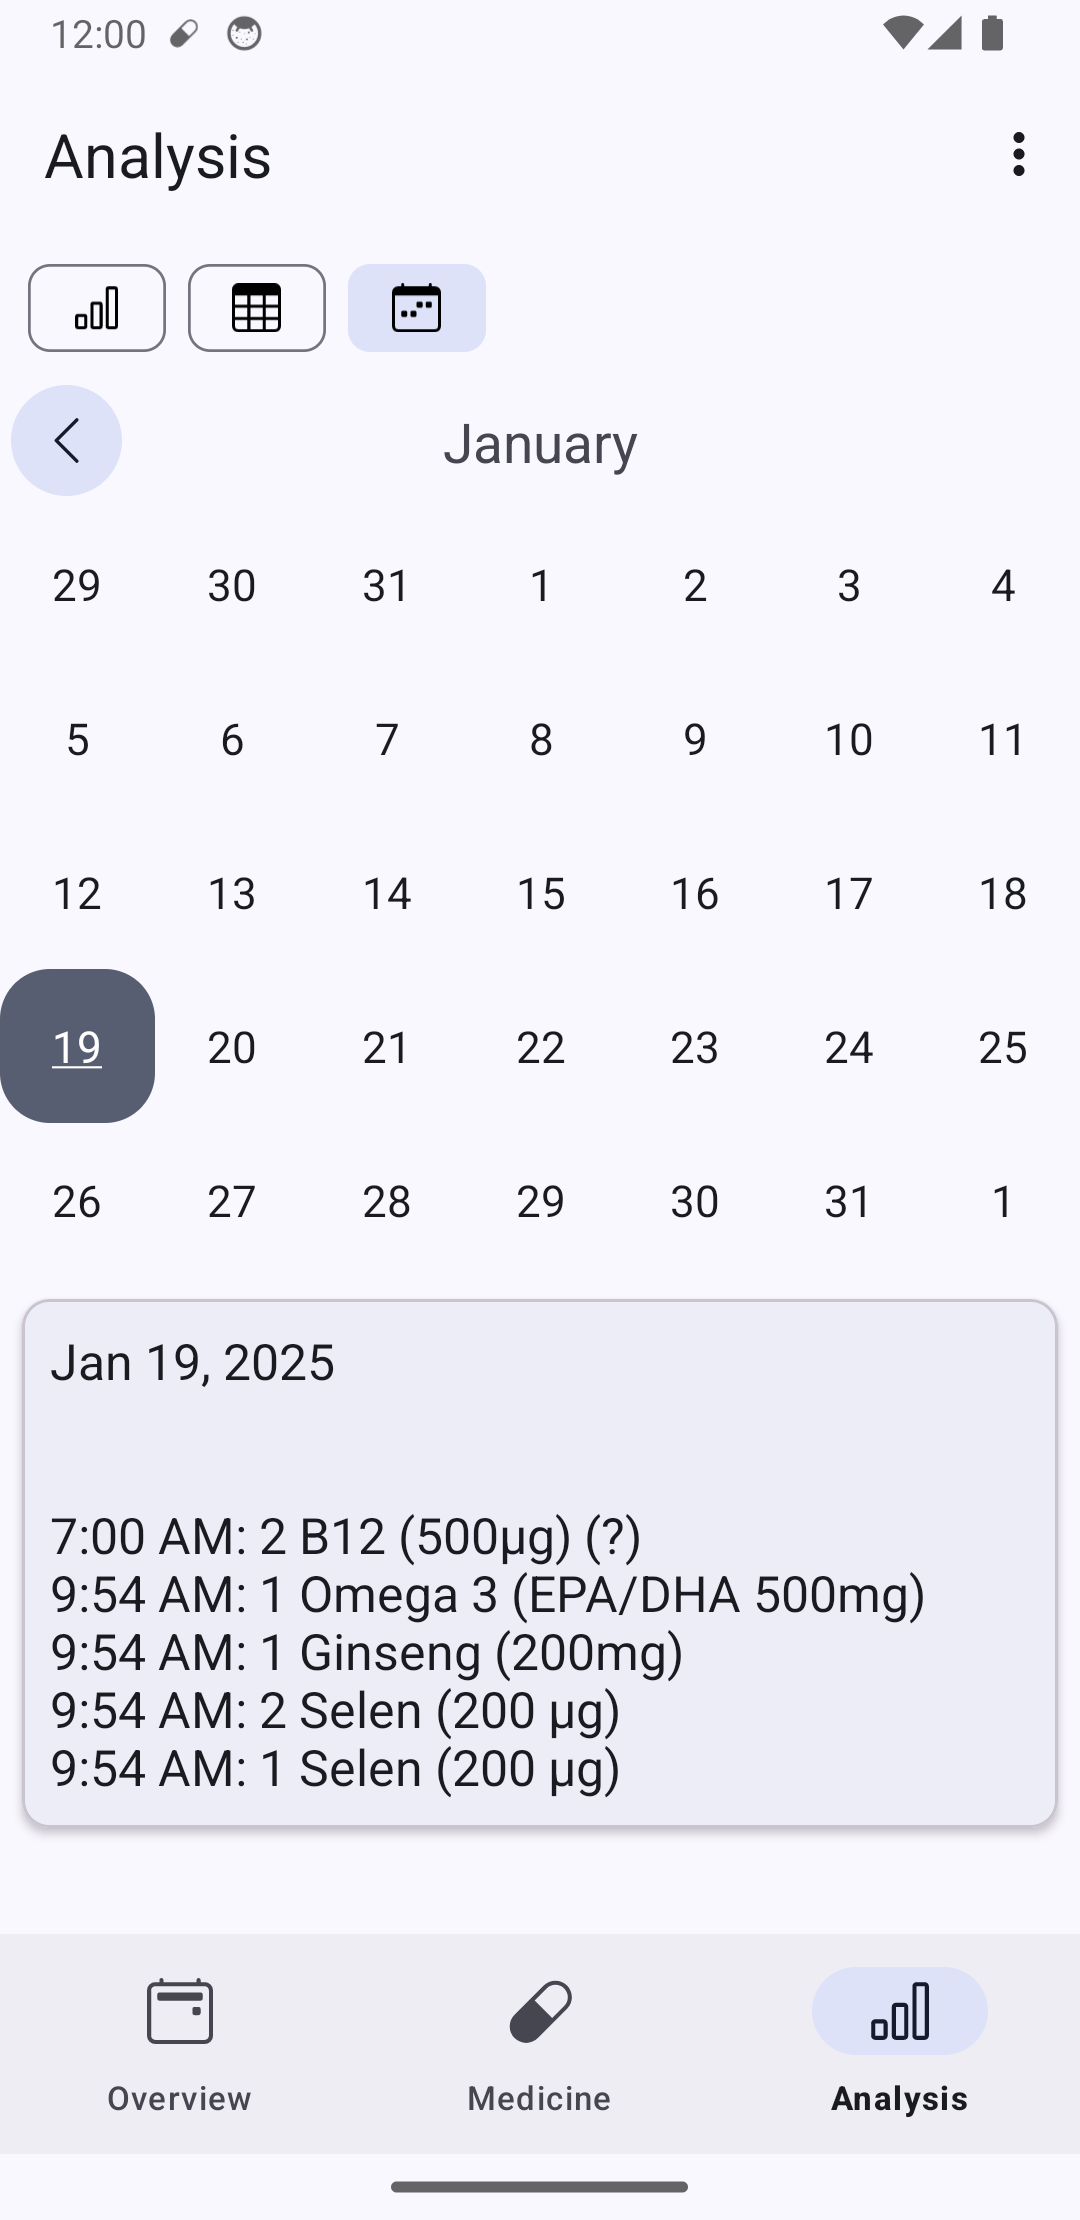 12:00
Analysis
January
29 30 31 1 2 3 4
5 6 7 8 9 10 11
12 13 14 15 16 17 18
19 20 21 22 23 24 25
26 27 28 29 30 31 1
Jan 19, 2025
7:00 AM: 2 B12 (500µg) (?)
9:54 AM: 1 Omega 3 (EPA/DHA 500mg)
9:54 AM: 1 Ginseng (200mg)
9:54 AM: 2 Selen (200 µg)
9:54 AM: 1 Selen (200 µg)
Overview Medicine Analysis